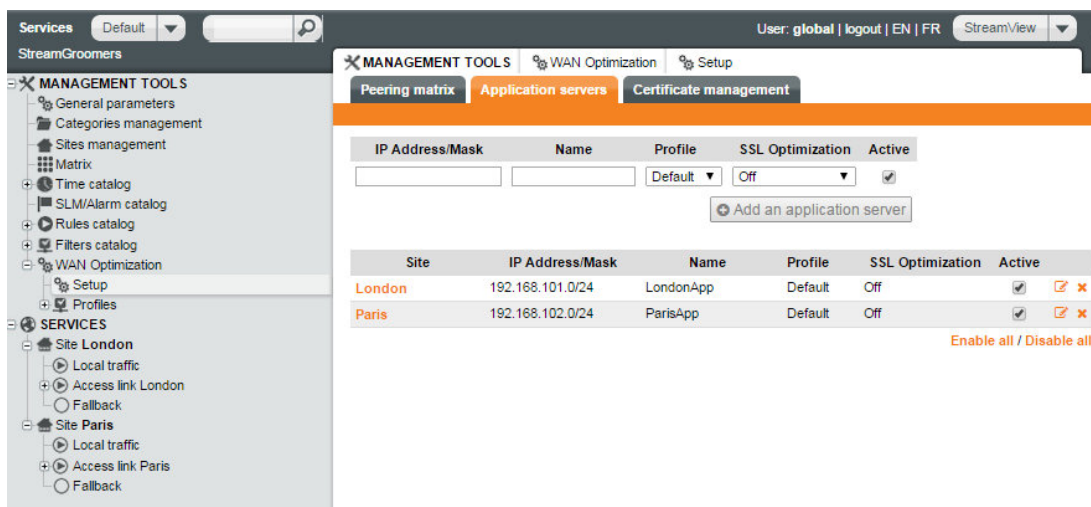 Services Default User: global | logout | EN | FR StreamView
StreamGroomers
MANAGEMENT TOOLS WAN Optimization Setup
MANAGEMENT TOOLS
General parameters
Categories management
Sites management
Matrix
Time catalog
SLM/Alarm catalog
Rules catalog
Filters catalog
WAN Optimization
Setup
Profiles
SERVICES
Site London
Local traffic
Access link London
Fallback
Site Paris
Local traffic
Access link Paris
Fallback
Peering matrix Application servers Certificate management
IP Address/Mask Name Profile SSL Optimization Active
Default Off
Add an application server
Site IP Address/Mask Name Profile SSL Optimization Active
London 192.168.101.0/24 LondonApp Default Off
Paris 192.168.102.0/24 ParisApp Default Off
Enable all / Disable all